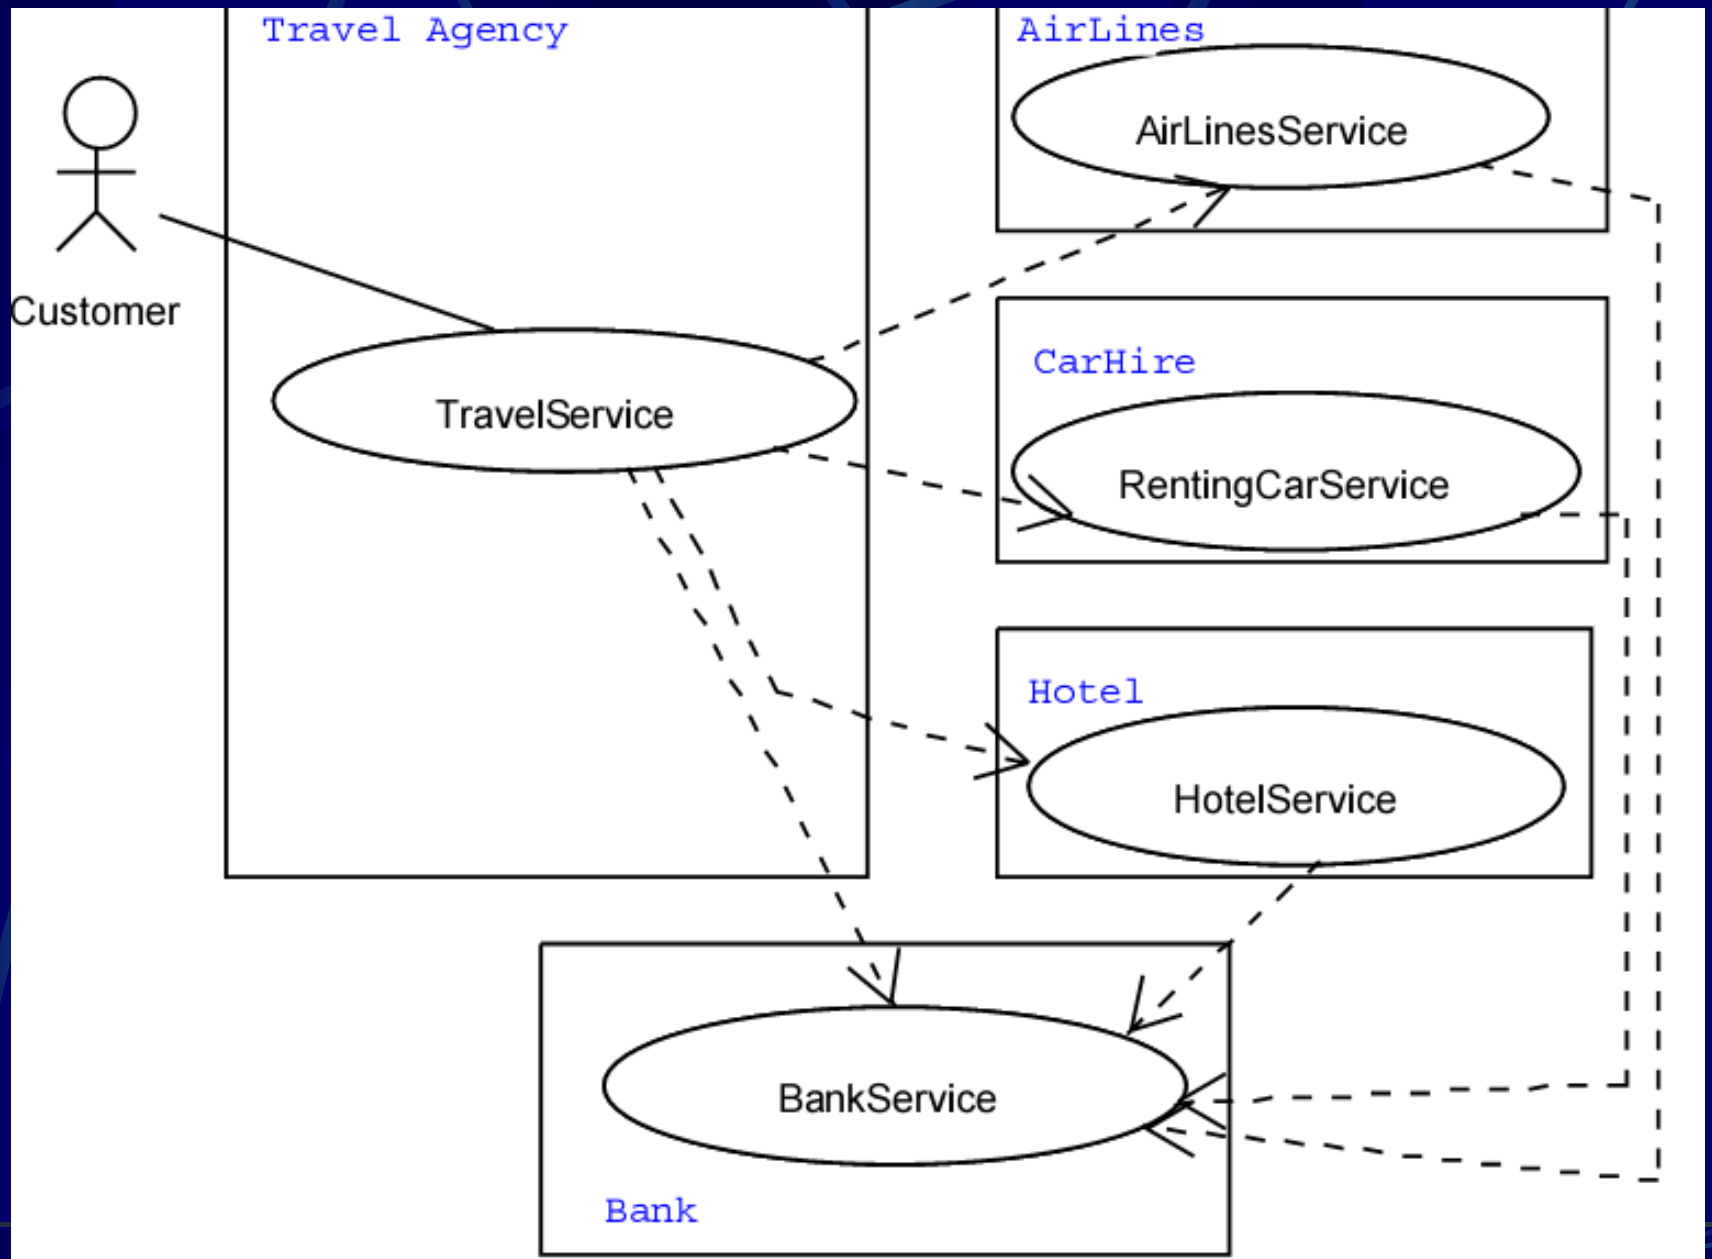 Travel Agency
AirLines
AirLinesService
Customer
CarHire
TravelService
RentingCarService
Hotel
HotelService
BankService
Bank